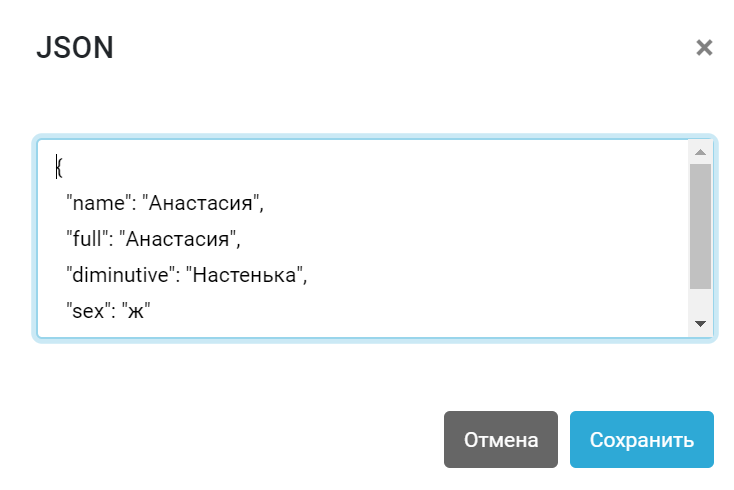 JSON
×
{
"name": "Анастасия",
"full": "Анастасия",
"diminutive": "Настенька",
"sex": "ж"
Отмена
Сохранить